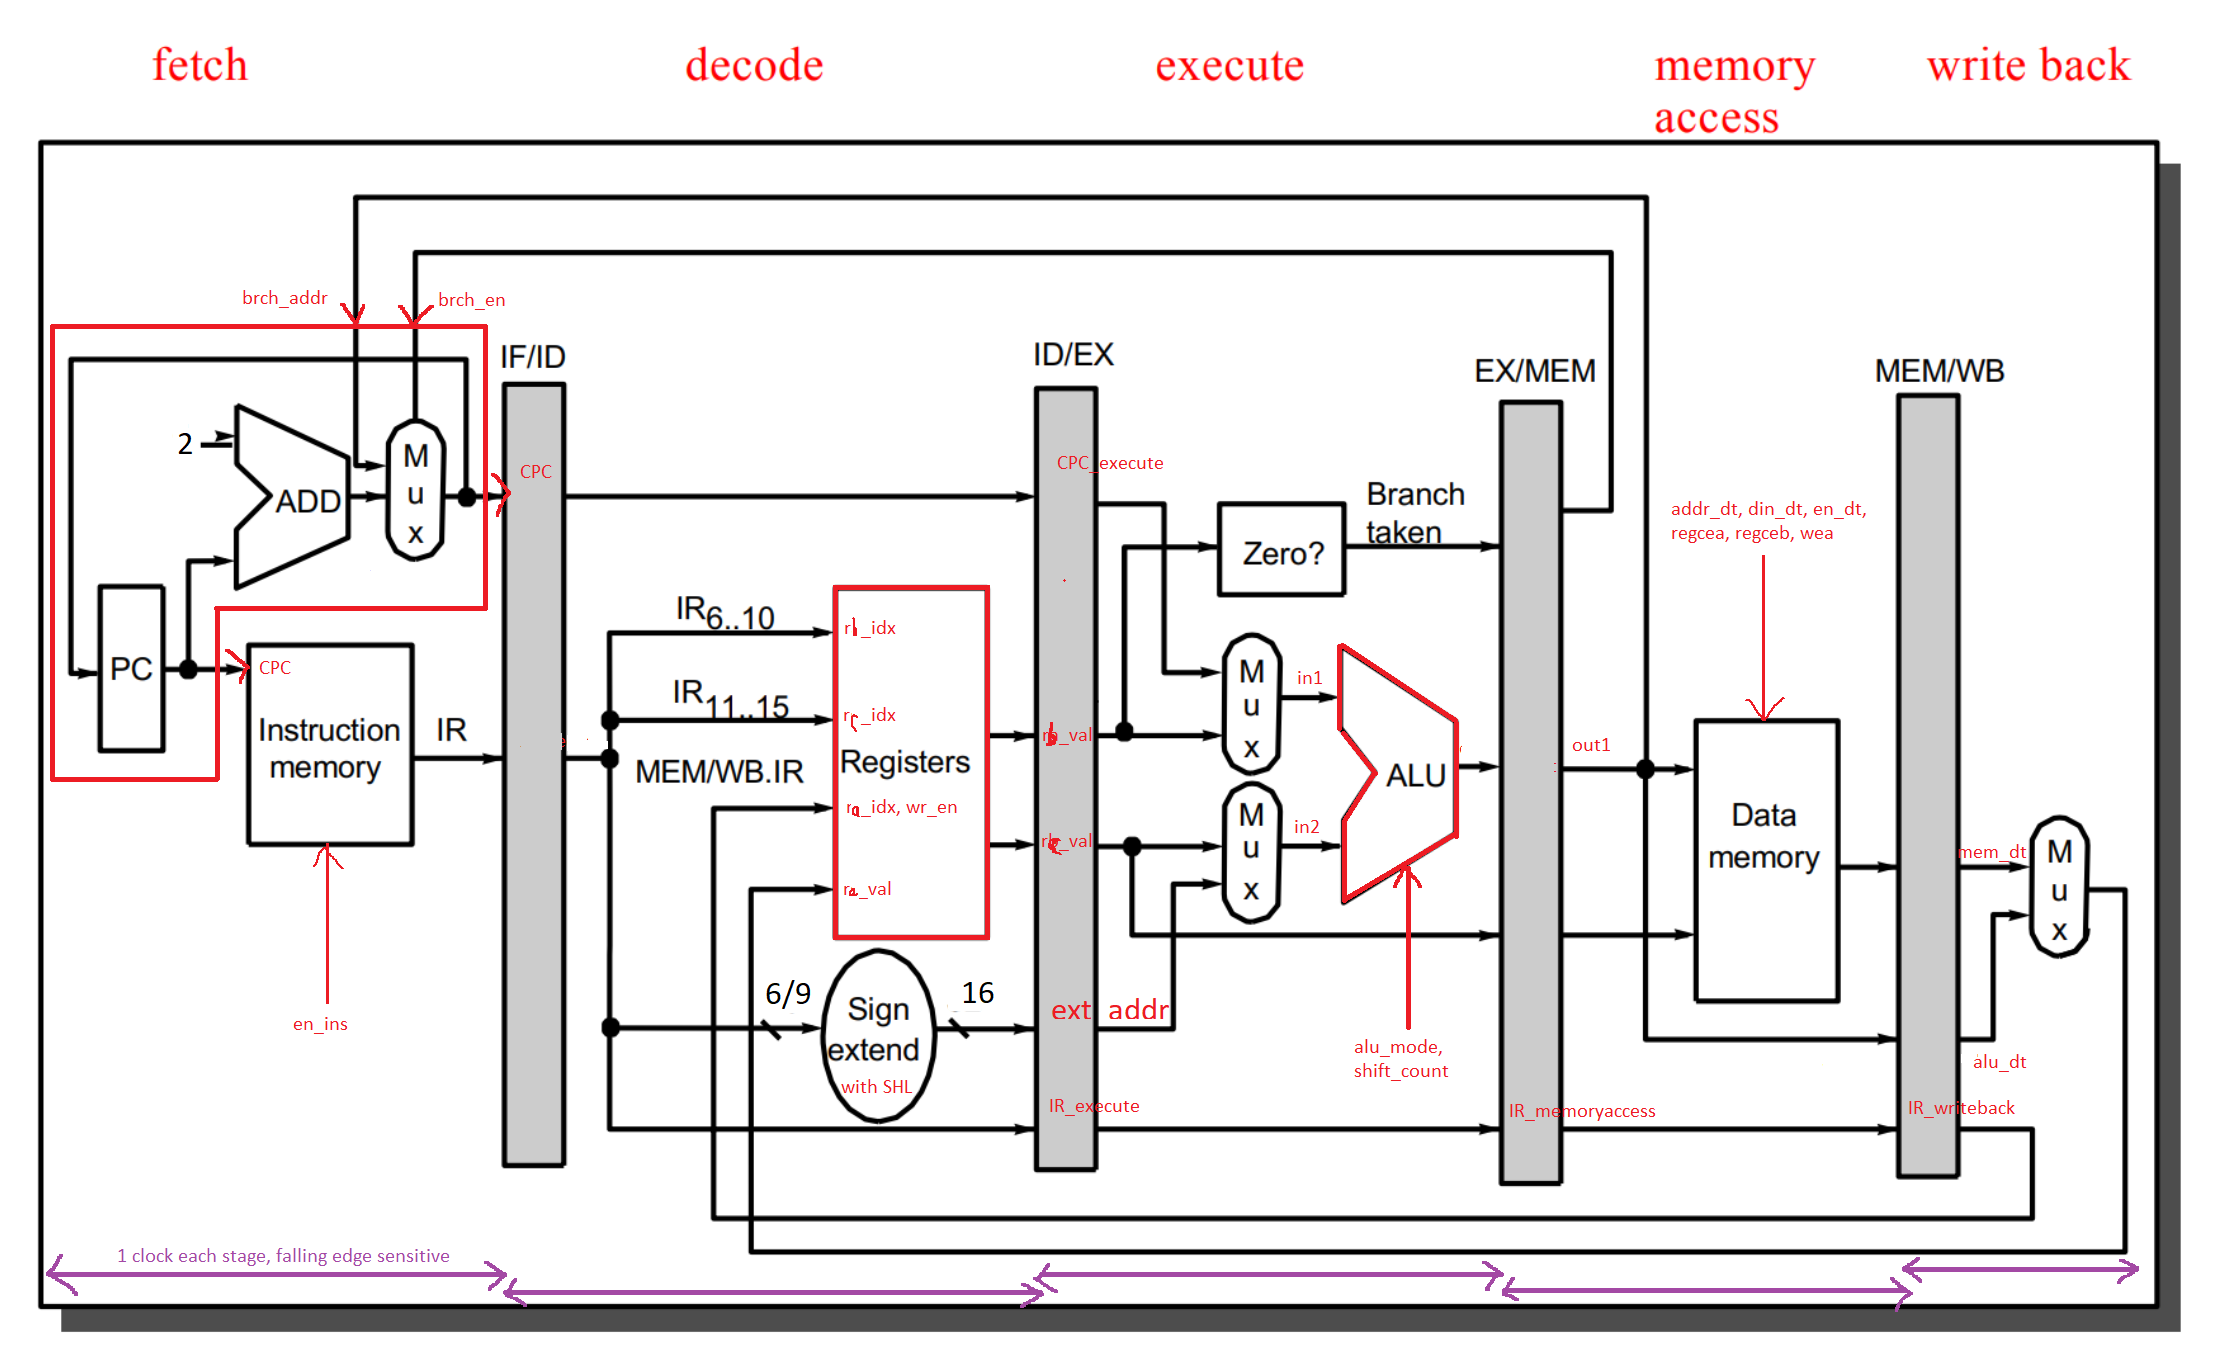 fetch
decode
execute
memory
access
write back
brch_addr
brch_en
IF/ID
ID/EX
EX/MEM
MEM/WB
2
ADD
M
u
x
CPC
PC
CPC
Instruction
memory
IR
en_ins
IR6..10
IR11..15
MEM/WB.IR
rb_idx
rc_idx
Registers
ra_idx, wr_en
ra_val
6/9
Sign
extend
with SHL
16
CPC_execute
rb_val
rc_val
ext_addr
IR_execute
Zero?
Branch
taken
M
u
x
in1
M
u
x
in2
ALU
alu_mode,
shift_count
out1
IR_memoryaccess
addr_dt, din_dt, en_dt,
regcea, regceb, wea
Data
memory
mem_dt
alu_dt
IR_writeback
M
u
x
1 clock each stage, falling edge sensitive